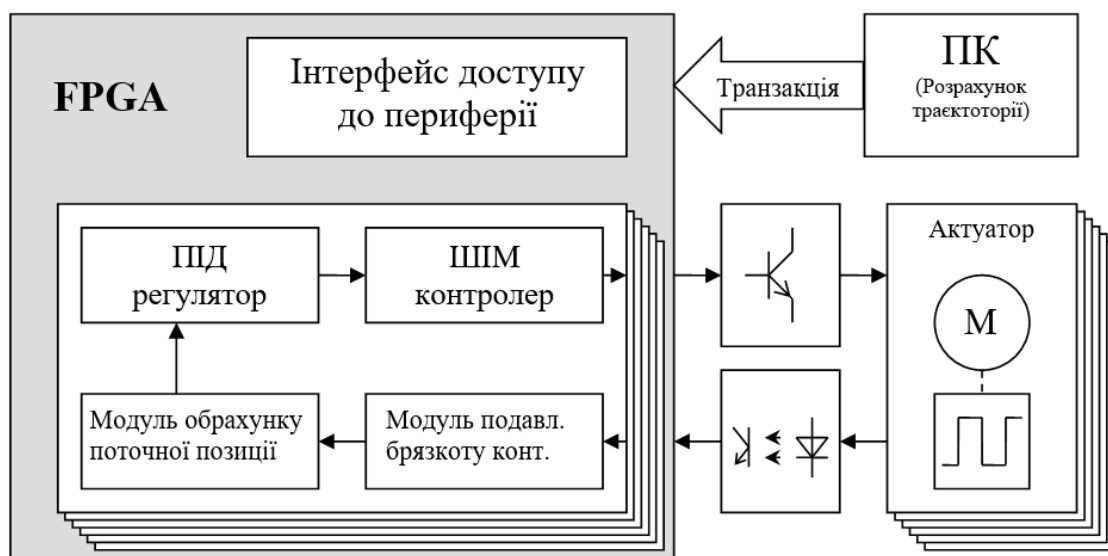 FPGA
Інтерфейс доступу
до периферії
Транзакція
ПК
(Розрахунок
траєктоторії)
ПІД
регулятор
ШІМ
контролер
Актуатор
М
Модуль обрахунку
поточної позиції
Модуль подавл.
брязкоту конт.